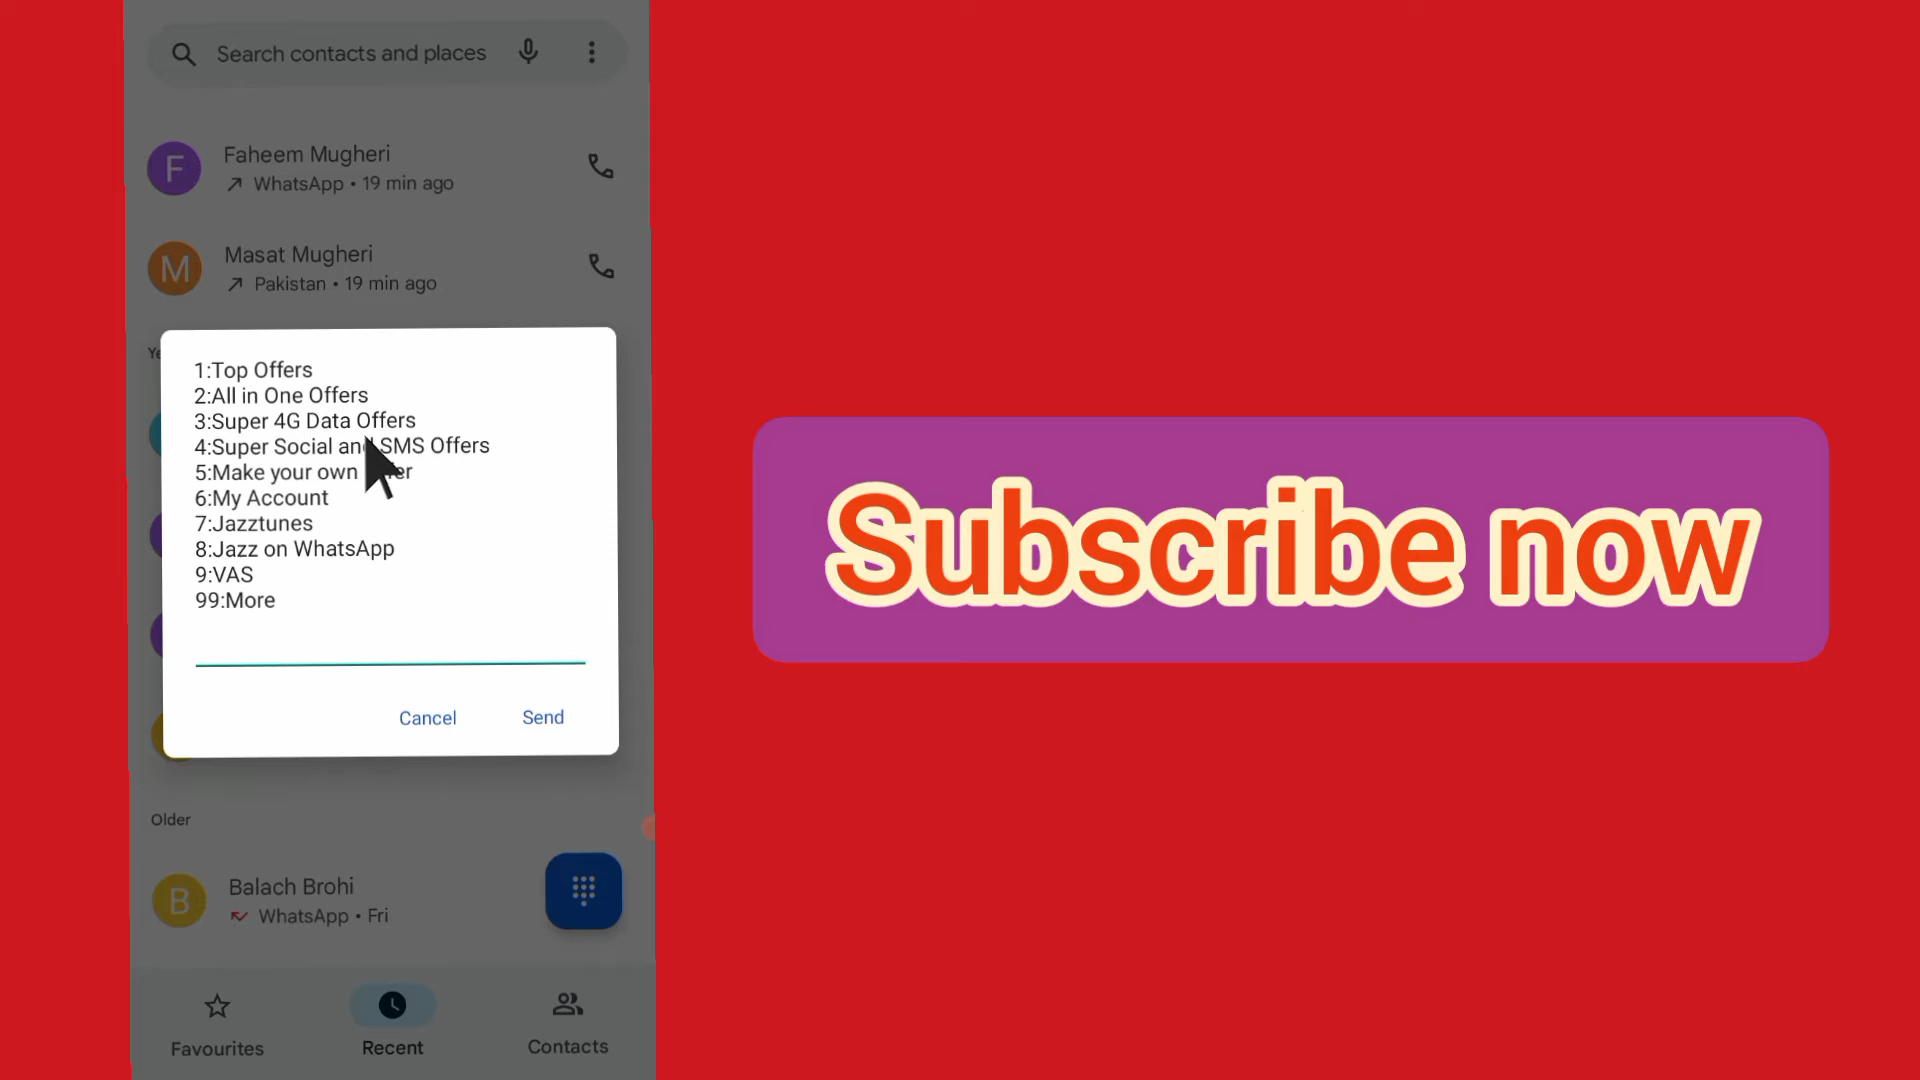 Search contacts and places
F
Faheem Mugheri
WhatsApp • 19 min ago
M
Masat Mugheri
Pakistan • 19 min ago
1:Top Offers
2:All in One Offers
3:Super 4G Data Offers
4:Super Social and SMS Offers
5:Make your own
6:My Account
7:Jazztunes
8:Jazz on WhatsApp
9:VAS
99:More
Cancel Send
Older
B
Balach Brohi
WhatsApp • Fri
Favourites
Recent
Contacts
Subscribe now